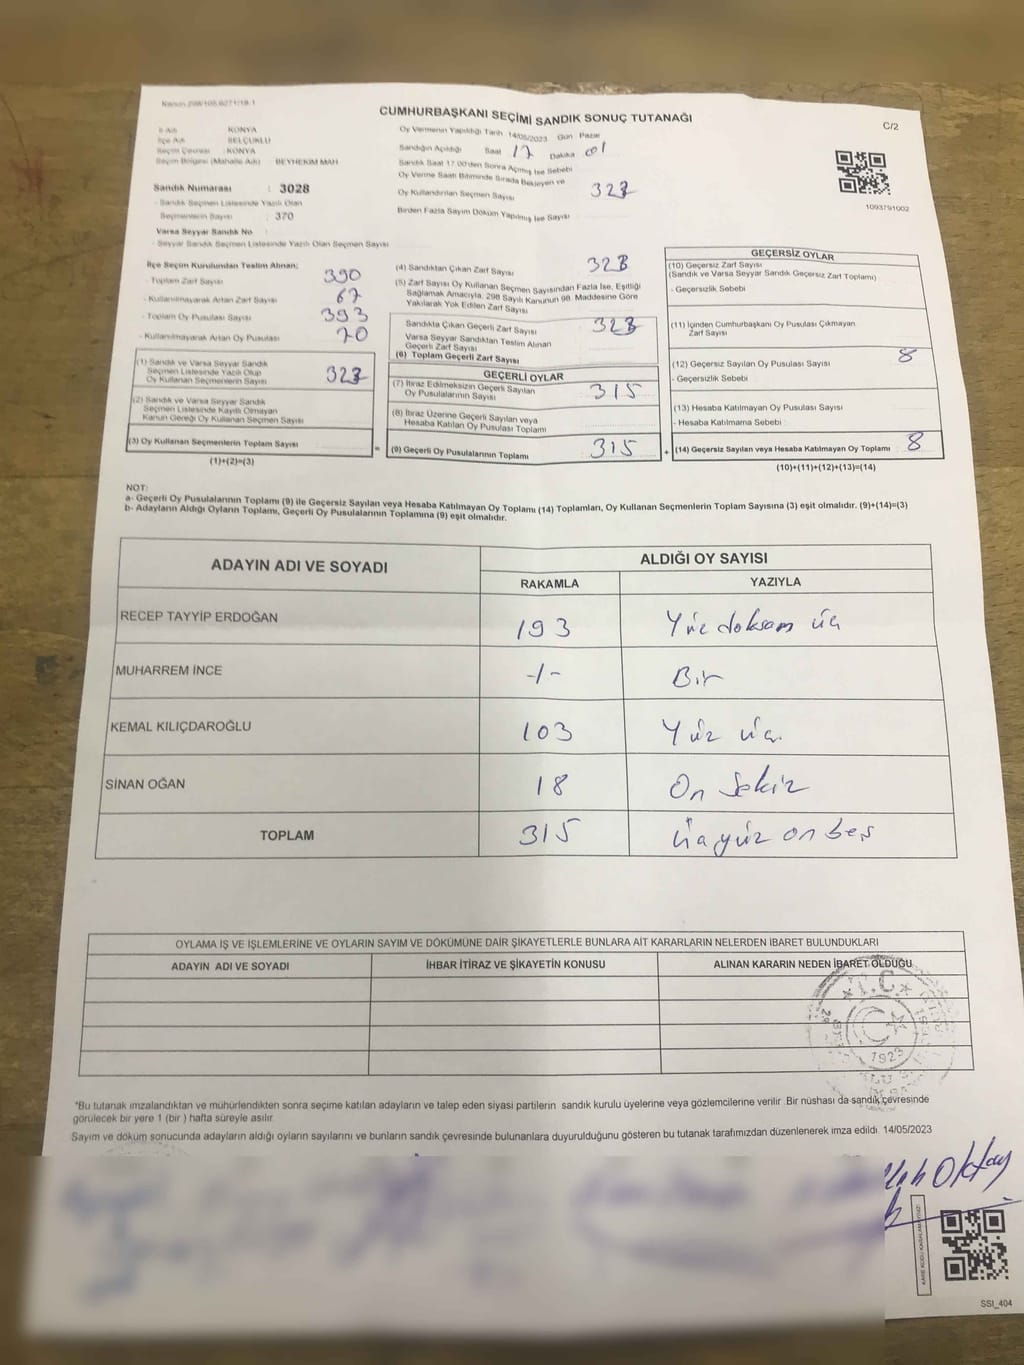 Kanun 298/105,6271/18-1
CUMHURBAŞKANI SEÇİMİ SANDIK SONUÇ TUTANAĞI
C/2
İl Adı : KONYA
İlçe Adı : SELÇUKLU
Seçim Çevresi : KONYA
Seçim Bölgesi (Mahalle Adı) : BEYHEKİM MAH
Sandık Numarası : 3028
- Sandık Seçmen Listesinde Yazılı Olan
Seçmenlerin Sayısı : 370
Varsa Seyyar Sandık No :
- Seyyar Sandık Seçmen Listesinde Yazılı Olan Seçmen Sayısı
Oy Vermenin Yapıldığı Tarih 14/05/2023 Gün Pazar
Sandığın Açıldığı Saat 17 Dakika 01
Sandık Saat 17:00'den Sonra Açmış İse Sebebi
Oy Verme Saati Bitiminde Sırada Bekleyen ve
Oy Kullandırılan Seçmen Sayısı 323
Birden Fazla Sayım Döküm Yapılmış İse Sayısı
1093791002
İlçe Seçim Kurulundan Teslim Alınan;
- Toplam Zarf Sayısı 390
- Kullanılmayarak Artan Zarf Sayısı 67
- Toplam Oy Pusulası Sayısı 393
- Kullanılmayarak Artan Oy Pusulası 70
(1) Sandık ve Varsa Seyyar Sandık
Seçmen Listesinde Yazılı Olup
Oy Kullanan Seçmenlerin Sayısı 323
(2) Sandık ve Varsa Seyyar Sandık
Seçmen Listesinde Kayıtlı Olmayan
Kanun Gereği Oy Kullanan Seçmen Sayısı
(3) Oy Kullanan Seçmenlerin Toplam Sayısı
(1)+(2)=(3)
=
(4) Sandıktan Çıkan Zarf Sayısı 323
(5) Zarf Sayısı Oy Kullanan Seçmen Sayısından Fazla İse, Eşitliği
Sağlamak Amacıyla, 298 Sayılı Kanunun 98. Maddesine Göre
Yakılarak Yok Edilen Zarf Sayısı
Sandıkta Çıkan Geçerli Zarf Sayısı 323
Varsa Seyyar Sandıktan Teslim Alınan
Geçerli Zarf Sayısı
(6) Toplam Geçerli Zarf Sayısı
GEÇERLİ OYLAR
(7) İtiraz Edilmeksizin Geçerli Sayılan
Oy Pusulalarının Sayısı 315
(8) İtiraz Üzerine Geçerli Sayılan veya
Hesaba Katılan Oy Pusulası Toplamı
(9) Geçerli Oy Pusulalarının Toplamı 315
+
GEÇERSİZ OYLAR
(10) Geçersiz Zarf Sayısı
(Sandık ve Varsa Seyyar Sandık Geçersiz Zarf Toplamı)
- Geçersizlik Sebebi
(11) İçinden Cumhurbaşkanı Oy Pusulası Çıkmayan
Zarf Sayısı
(12) Geçersiz Sayılan Oy Pusulası Sayısı 8
- Geçersizlik Sebebi
(13) Hesaba Katılmayan Oy Pusulası Sayısı
- Hesaba Katılmama Sebebi
(14) Geçersiz Sayılan veya Hesaba Katılmayan Oy Toplamı 8
(10)+(11)+(12)+(13)=(14)
NOT:
a- Geçerli Oy Pusulalarının Toplamı (9) ile Geçersiz Sayılan veya Hesaba Katılmayan Oy Toplamı (14) Toplamları, Oy Kullanan Seçmenlerin Toplam Sayısına (3) eşit olmalıdır. (9)+(14)=(3)
b- Adayların Aldığı Oyların Toplamı, Geçerli Oy Pusulalarının Toplamına (9) eşit olmalıdır.
ADAYIN ADI VE SOYADI
ALDIĞI OY SAYISI
RAKAMLA YAZIYLA
RECEP TAYYİP ERDOĞAN 193 Yüz doksan üç
MUHARREM İNCE -1- Bir
KEMAL KILIÇDAROĞLU 103 Yüz üç
SİNAN OĞAN 18 On Sekiz
TOPLAM 315 Üçyüz on beş
OYLAMA İŞ VE İŞLEMLERİNE VE OYLARIN SAYIM VE DÖKÜMÜNE DAİR ŞİKAYETLERLE BUNLARA AİT KARARLARIN NELERDEN İBARET BULUNDUKLARI
ADAYIN ADI VE SOYADI İHBAR İTİRAZ VE ŞİKAYETİN KONUSU ALINAN KARARIN NEDEN İBARET OLDUĞU
T.C.
1923
*Bu tutanak imzalandıktan ve mühürlendikten sonra seçime katılan adayların ve talep eden siyasi partilerin sandık kurulu üyelerine veya gözlemcilerine verilir. Bir nüshası da sandık çevresinde
görülecek bir yere 1 (bir) hafta süreyle asılır.
Sayım ve döküm sonucunda adayların aldığı oyların sayılarını ve bunların sandık çevresinde bulunanlara duyurulduğunu gösteren bu tutanak tarafımızdan düzenlenerek imza edildi. 14/05/2023
Oktay
SSI_404